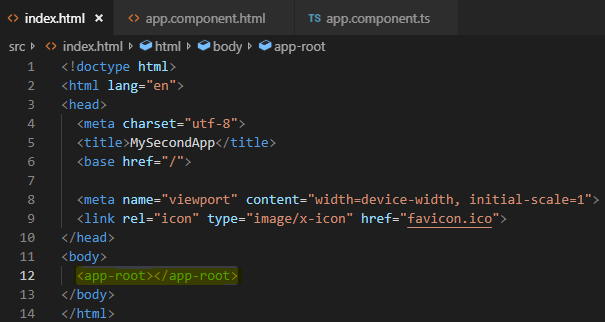 index.html × app.component.html TS app.component.ts
src > index.html > html > body > app-root
1 <!doctype html>
2 <html lang="en">
3 <head>
4 <meta charset="utf-8">
5 <title>MySecondApp</title>
6 <base href="/">
7
8 <meta name="viewport" content="width=device-width, initial-scale=1">
9 <link rel="icon" type="image/x-icon" href="favicon.ico">
10 </head>
11 <body>
12 <app-root></app-root>
13 </body>
14 </html>